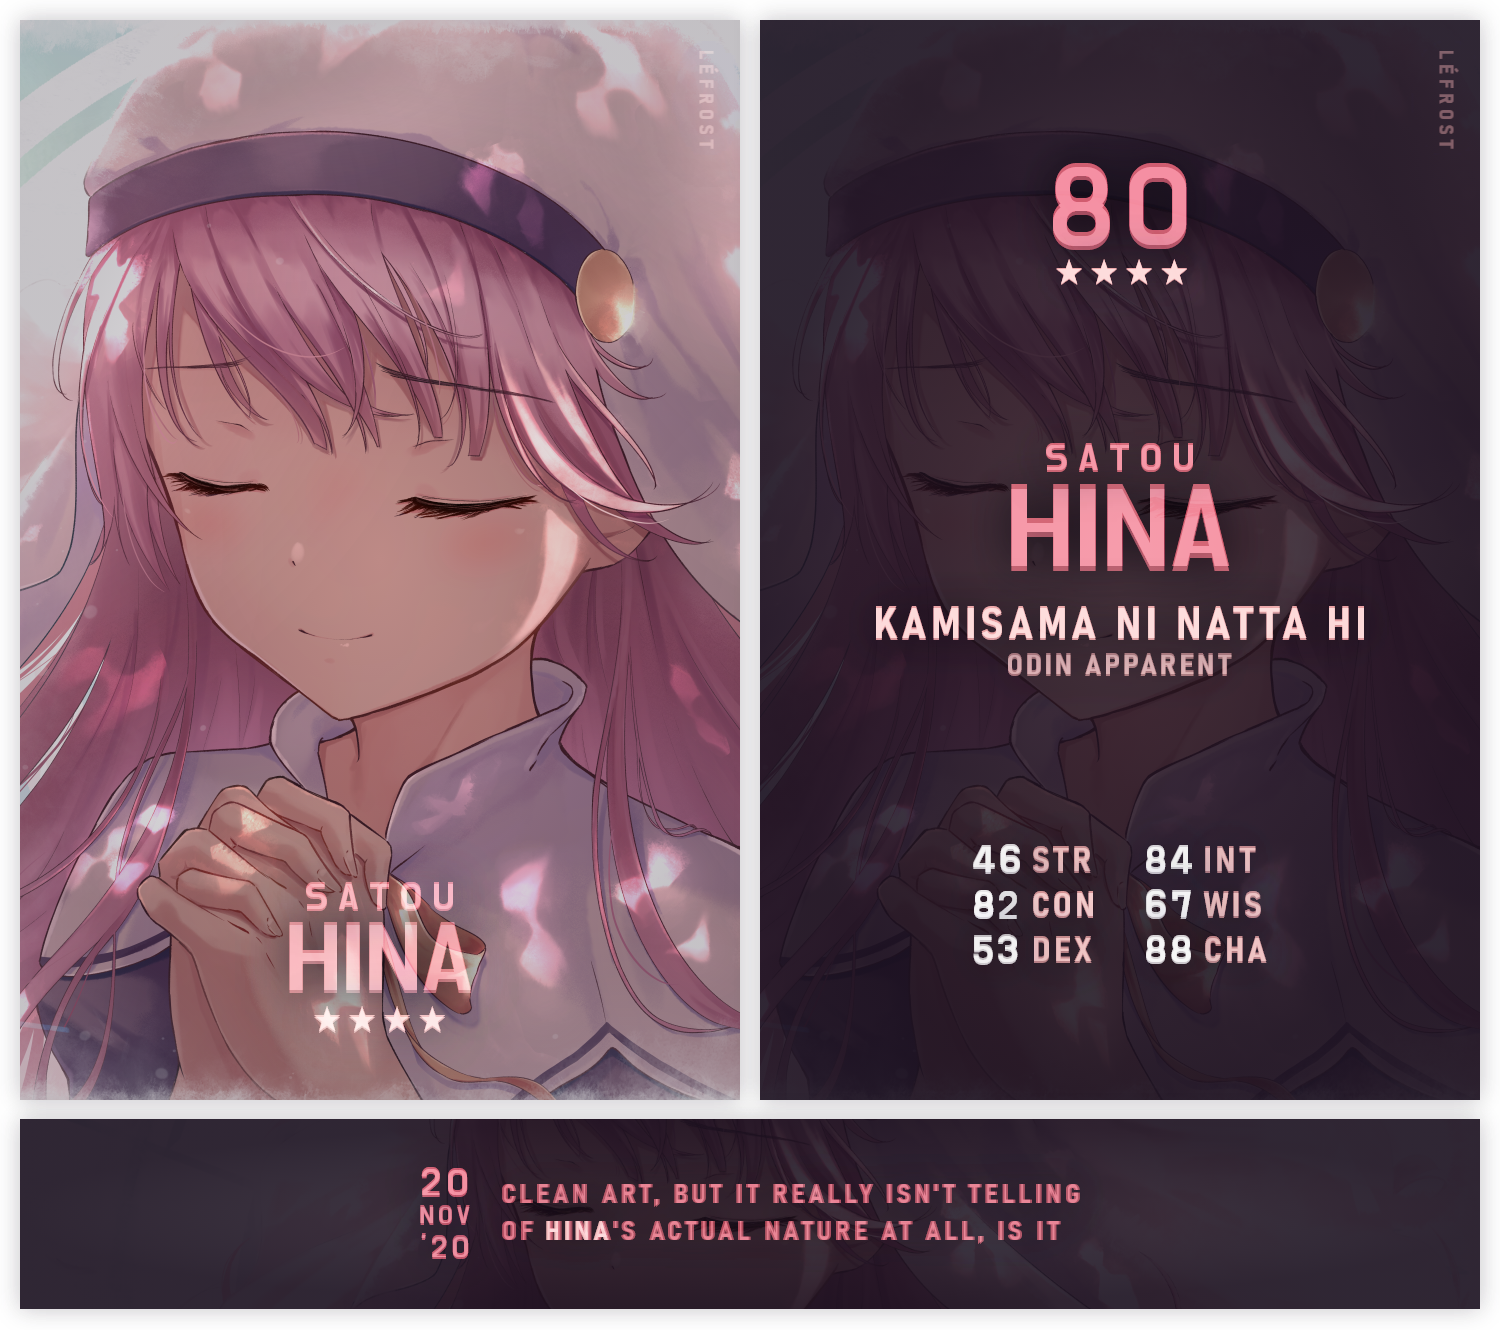 LÉFROST
SATOU
HINA
★★★★
LÉFROST
80
★★★★
SATOU
HINA
KAMISAMA NI NATTA HI
ODIN APPARENT
46 STR 84 INT
82 CON 67 WIS
53 DEX 88 CHA
20
NOV
'20
CLEAN ART, BUT IT REALLY ISN'T TELLING
OF HINA'S ACTUAL NATURE AT ALL, IS IT